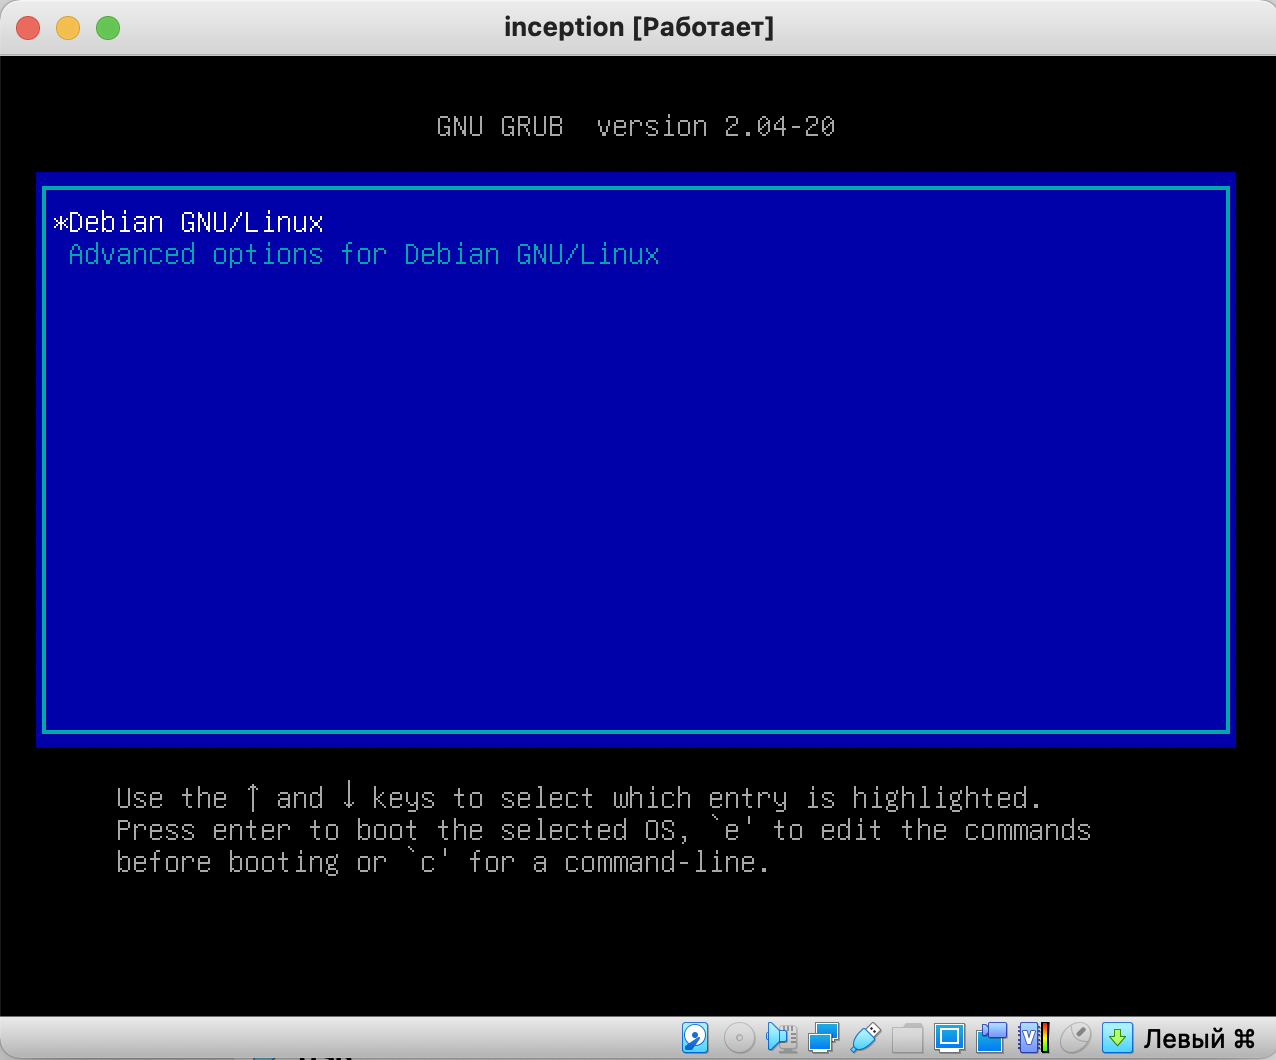 inception [Работает]
GNU GRUB  version 2.04-20
*Debian GNU/Linux
Advanced options for Debian GNU/Linux
Use the ↑ and ↓ keys to select which entry is highlighted.
Press enter to boot the selected OS, `e' to edit the commands
before booting or `c' for a command-line.
Левый ⌘